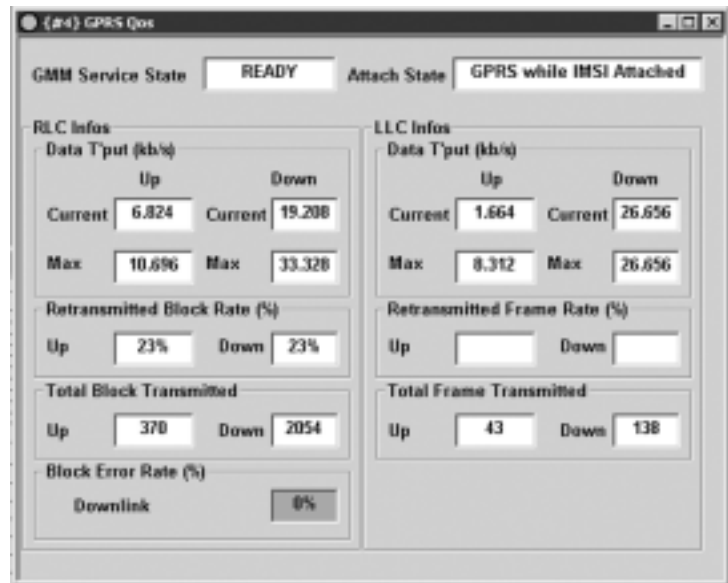 {#4} GPRS Qos
GMM Service State READY Attach State GPRS while IMSI Attached
RLC Infos
Data T'put (kb/s)
Up Down
Current 6.824 Current 19.208
Max 10.696 Max 33.328
Retransmitted Block Rate (%)
Up 23% Down 23%
Total Block Transmitted
Up 370 Down 2054
Block Error Rate (%)
Downlink 0%
LLC Infos
Data T'put (kb/s)
Up Down
Current 1.664 Current 26.656
Max 8.312 Max 26.656
Retransmitted Frame Rate (%)
Up Down
Total Frame Transmitted
Up 43 Down 138